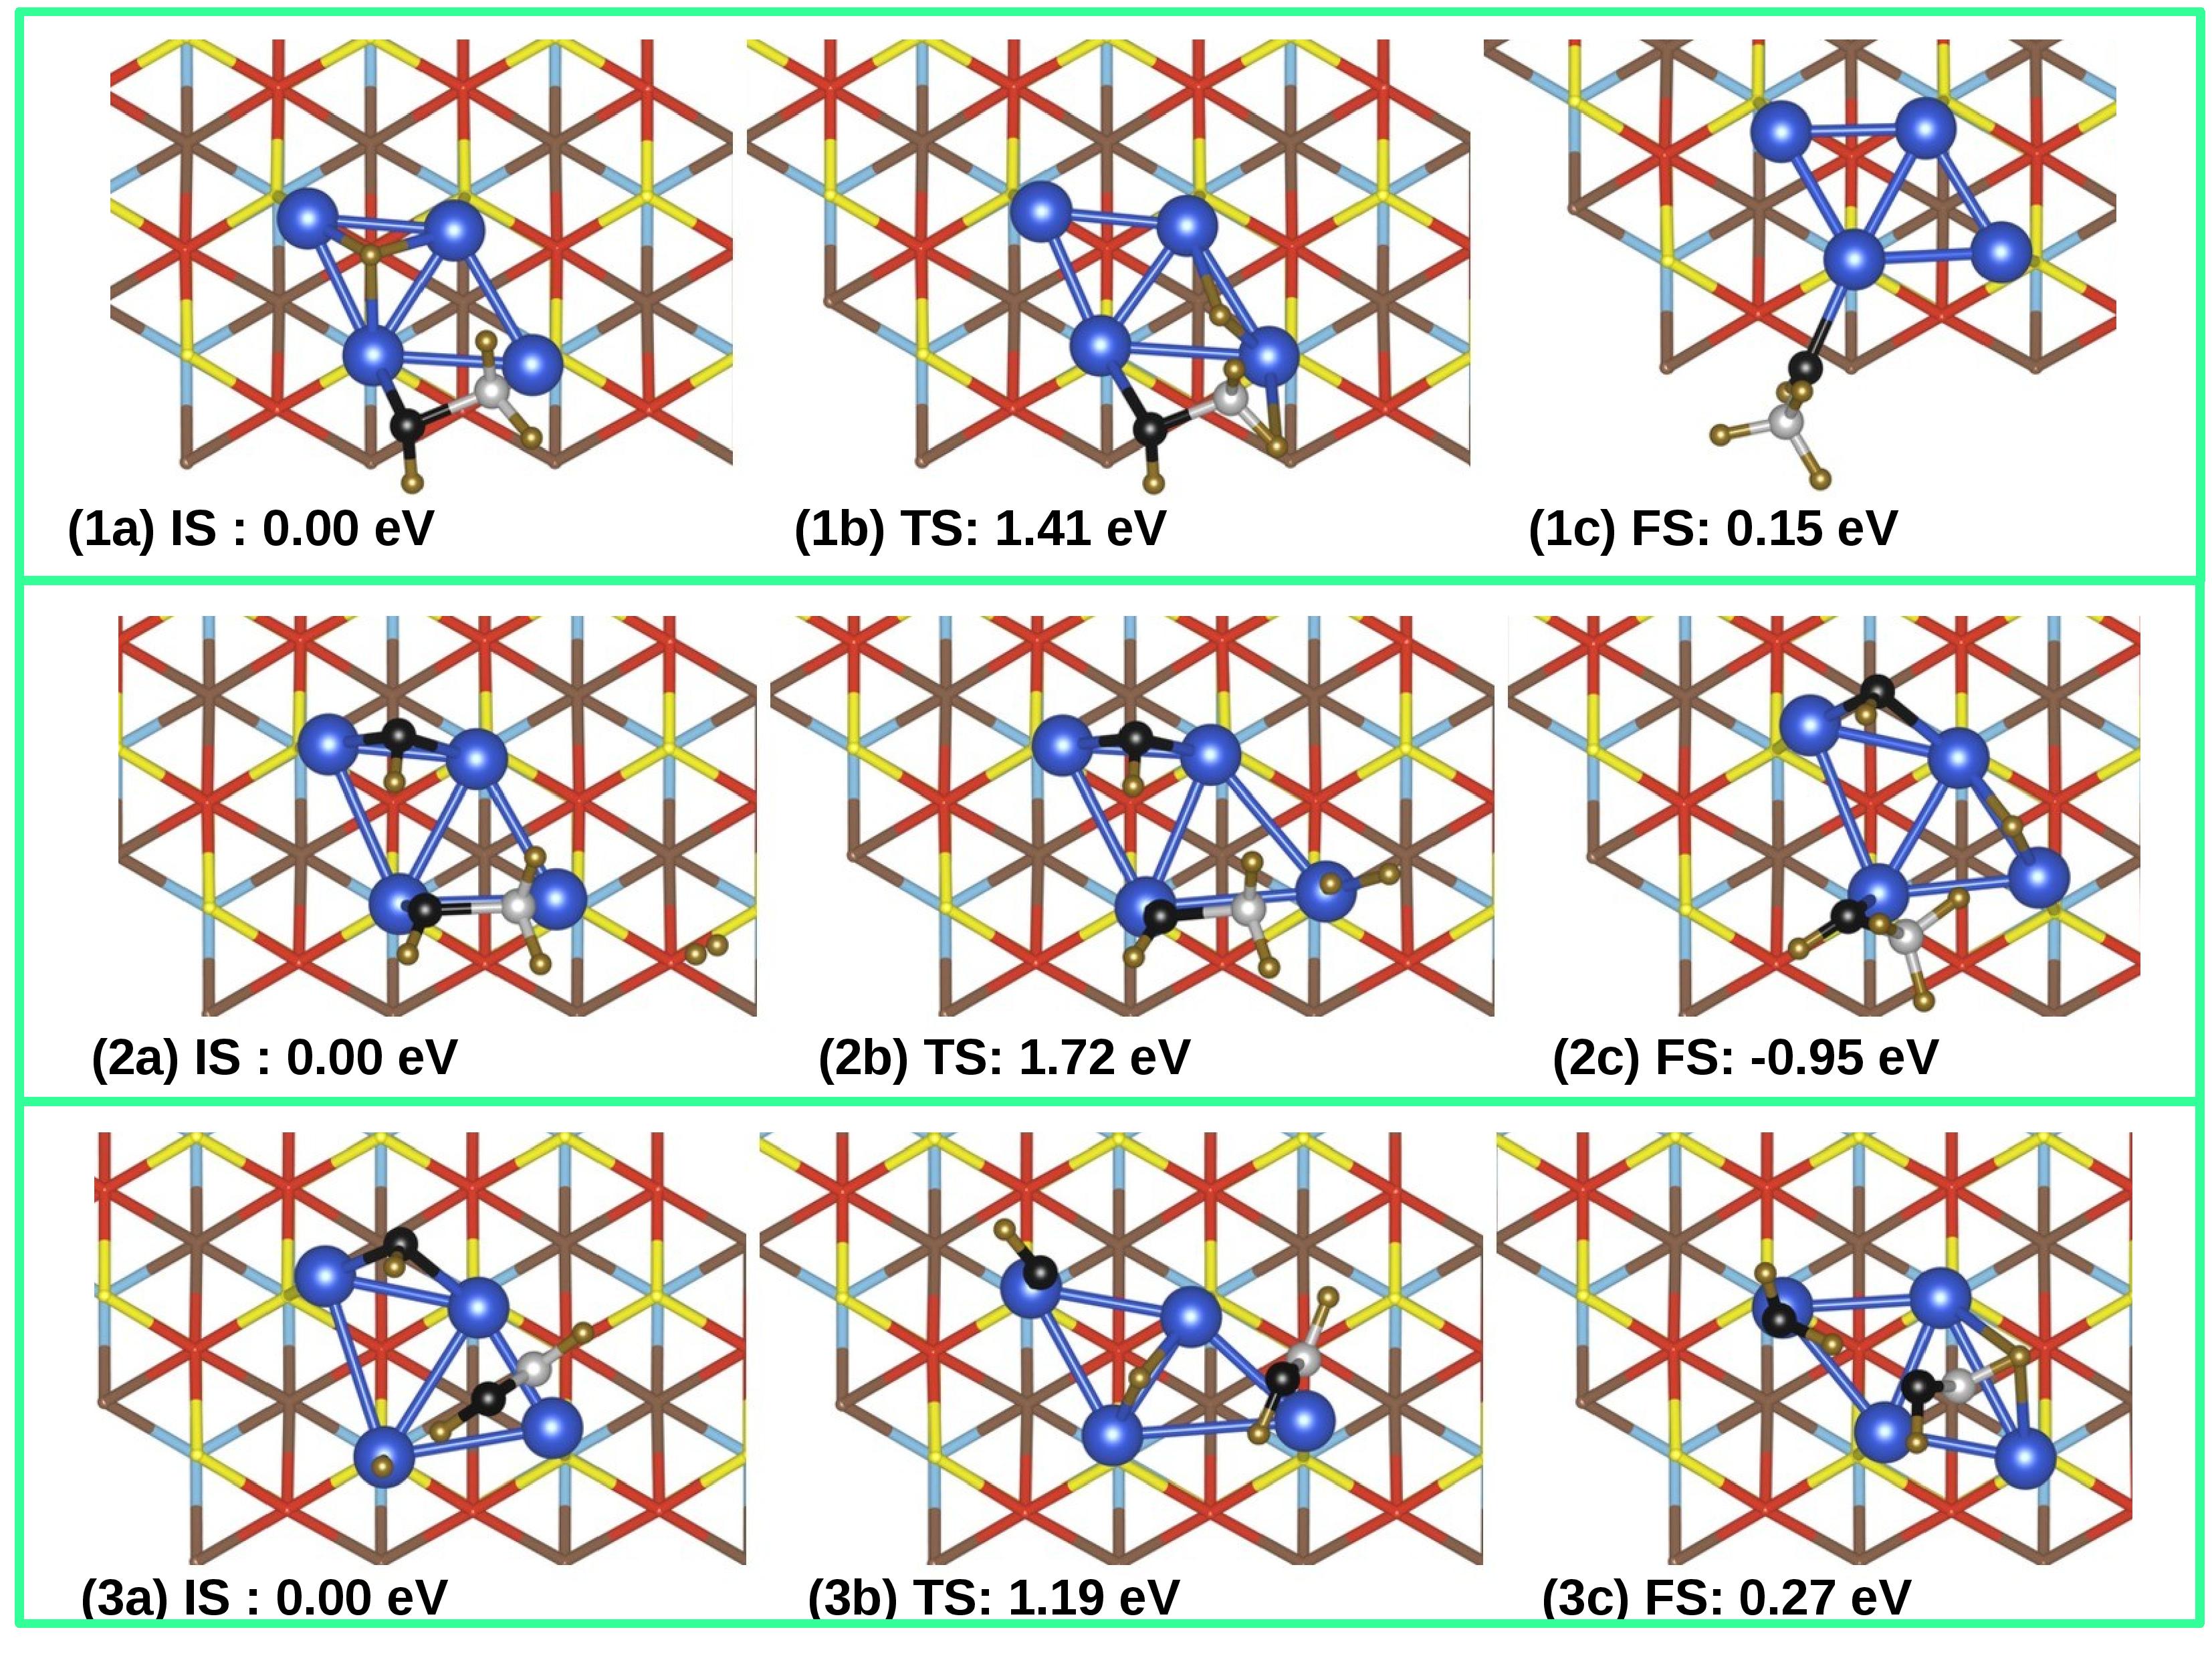 (1a) IS : 0.00 eV (1b) TS: 1.41 eV (1c) FS: 0.15 eV
(2a) IS : 0.00 eV (2b) TS: 1.72 eV (2c) FS: -0.95 eV
(3a) IS : 0.00 eV (3b) TS: 1.19 eV (3c) FS: 0.27 eV